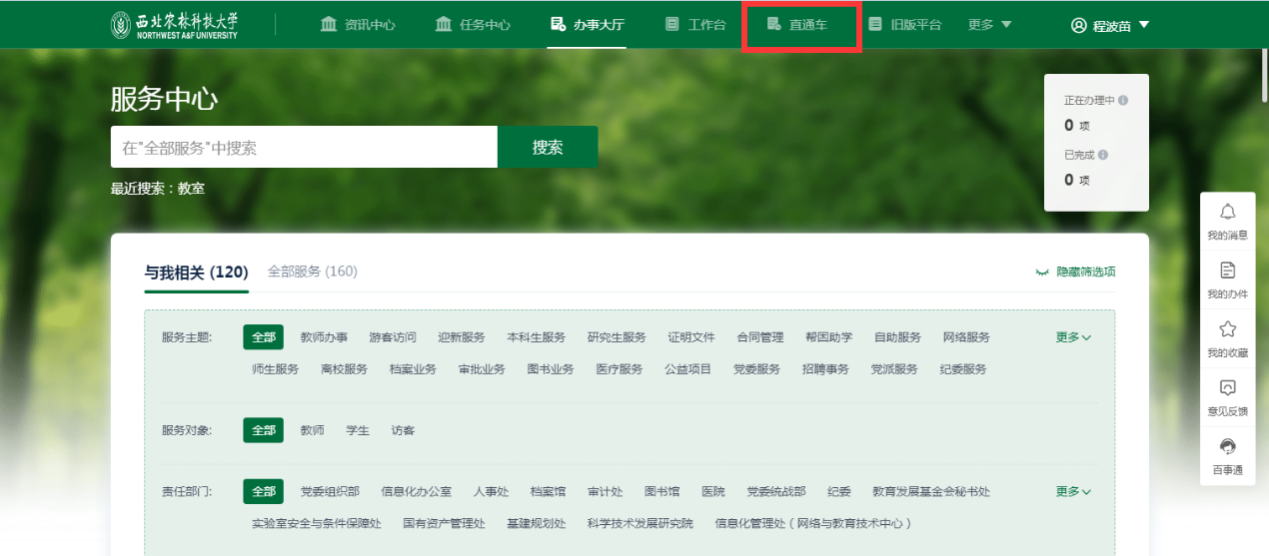 西北农林科技大学
NORTHWEST A&F UNIVERSITY
资讯中心 任务中心 办事大厅 工作台 直通车 旧版平台 更多 程波苗
服务中心
在"全部服务"中搜索 搜索
最近搜索：教室
正在办理中
0 项
已完成
0 项
我的消息
我的办件
我的收藏
意见反馈
百事通
与我相关 (120) 全部服务 (160) 隐藏筛选项
服务主题: 全部 教师办事 游客访问 迎新服务 本科生服务 研究生服务 证明文件 合同管理 帮困助学 自助服务 网络服务 更多
师生服务 离校服务 档案业务 审批业务 图书业务 医疗服务 公益项目 党委服务 招聘事务 党派服务 纪委服务
服务对象: 全部 教师 学生 访客
责任部门: 全部 党委组织部 信息化办公室 人事处 档案馆 审计处 图书馆 医院 党委统战部 纪委 教育发展基金会秘书处 更多
实验室安全与条件保障处 国有资产管理处 基建规划处 科学技术发展研究院 信息化管理处（网络与教育技术中心）